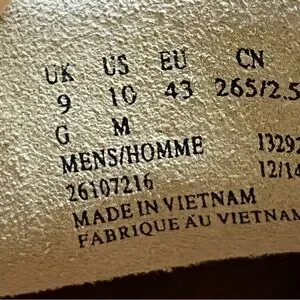 UK US EU CN
9 10 43 265/2.5
G M
MENS/HOMME 13292
26107216 12/14
MADE IN VIETNAM
FABRIQUE AU VIETNAM